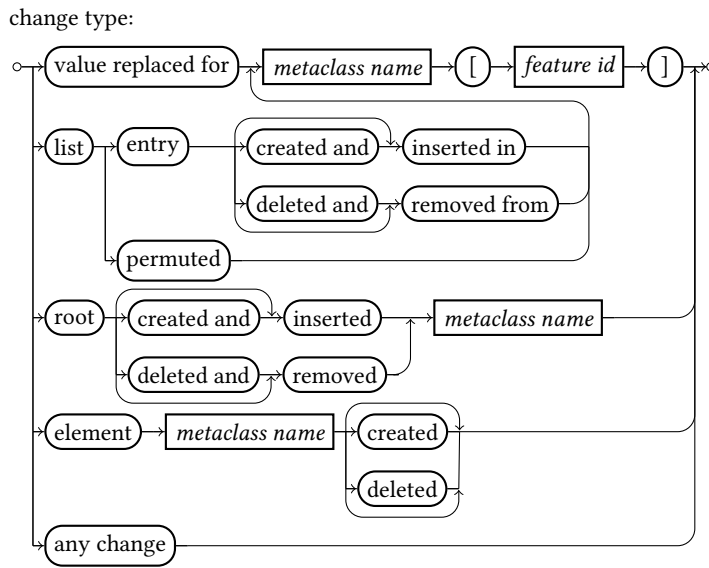 change type:
value replaced for metaclass name [ feature id ]
list entry created and inserted in
deleted and removed from
permuted
root created and inserted metaclass name
deleted and removed
element metaclass name created
deleted
any change